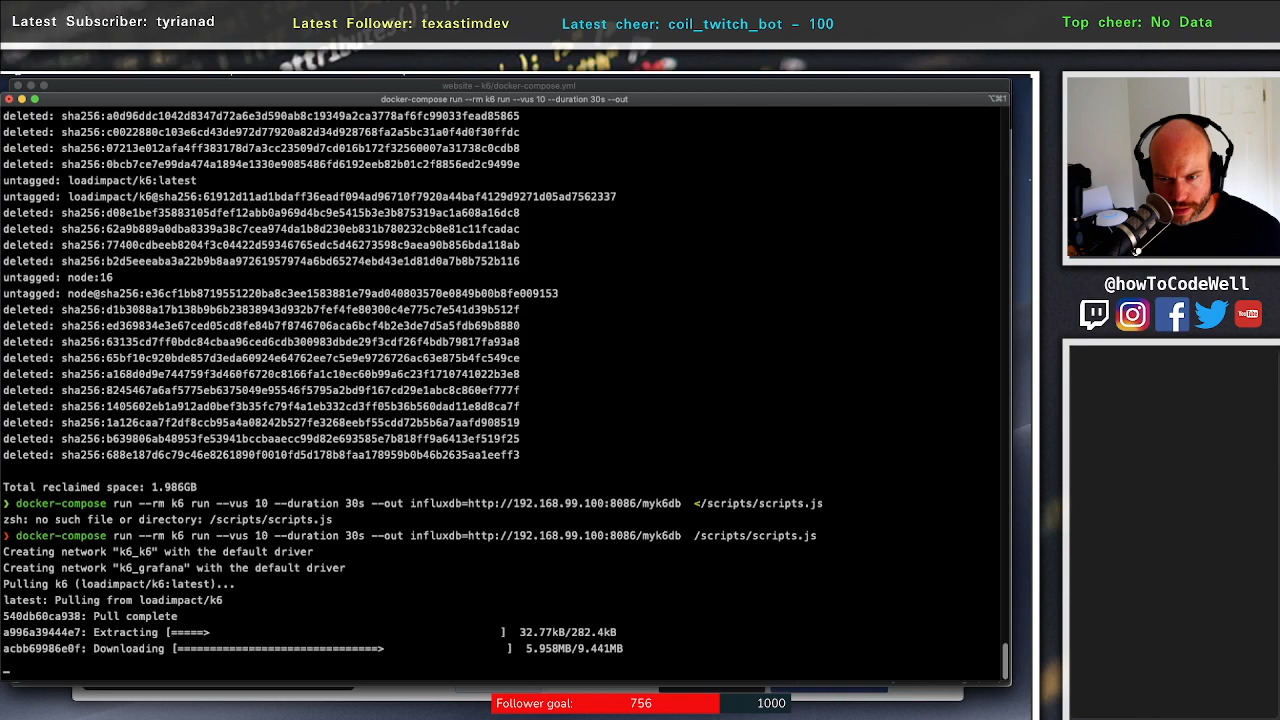 Latest Subscriber: tyrianad
Latest Follower: texastimdev
Latest cheer: coil_twitch_bot - 100
Top cheer: No Data
website — k6/docker-compose.yml
docker-compose run --rm k6 run --vus 10 --duration 30s --out
⌥⌘1
deleted: sha256:a0d96ddc1042d8347d72a6e3d590ab8c19349a2ca3778af6fc99033fead85865
deleted: sha256:c0022880c103e6cd43de972d77920a82d34d928768fa2a5bc31a0f4d0f30ffdc
deleted: sha256:07213e012afa4ff383178d7a3cc23509d7cd016b172f32560007a31738c0cdb8
deleted: sha256:0bcb7ce7e99da474a1894e1330e9085486fd6192eeb82b01c2f8856ed2c9499e
untagged: loadimpact/k6:latest
untagged: loadimpact/k6@sha256:61912d11ad1bdaff36eadf094ad96710f7920a44baf4129d9271d05ad7562337
deleted: sha256:d08e1bef35883105dfef12abb0a969d4bc9e5415b3e3b875319ac1a608a16dc8
deleted: sha256:62a9b889a0dba8339a38c7cea974da1b8d230eb831b780232cb8e81c11fcadac
deleted: sha256:77400cdbeeb8204f3c04422d59346765edc5d46273598c9aea90b856bda118ab
deleted: sha256:b2d5eeeaba3a22b9b8aa97261957974a6bd65274ebd43e1d81d0a7b8b752b116
untagged: node:16
untagged: node@sha256:e36cf1bb8719551220ba8c3ee1583881e79ad040803570e0849b00b8fe009153
deleted: sha256:d1b3088a17b138b9b6b23838943d932b7fef4fe80300c4e775c7e541d39b512f
deleted: sha256:ed369834e3e67ced05cd8fe84b7f8746706aca6bcf4b2e3de7d5a5fdb69b8880
deleted: sha256:63135cd7ff0bdc84cbaa96ced6cdb300983dbde29f3cdf26f4bdb79817fa93a8
deleted: sha256:65bf10c920bde857d3eda60924e64762ee7c5e9e9726726ac63e875b4fc549ce
deleted: sha256:a168d0d9e744759f3d460f6720c8166fa1c10ec60b99a6c23f1710741022b3e8
deleted: sha256:8245467a6af5775eb6375049e95546f5795a2bd9f167cd29e1abc8c860ef777f
deleted: sha256:1405602eb1a912ad0bef3b35fc79f4a1eb332cd3ff05b36b560dad11e8d8ca7f
deleted: sha256:1a126caa7f2df8ccb95a4a08242b527fe3268eebf55cdd72b5b6a7aafd908519
deleted: sha256:b639806ab48953fe53941bccbaaecc99d82e693585e7b818ff9a6413ef519f25
deleted: sha256:688e187d6c79c46e8261890f0010fd5d178b8faa178959b0b46b2635aa1eeff3
Total reclaimed space: 1.986GB
❯ docker-compose run --rm k6 run --vus 10 --duration 30s --out influxdb=http://192.168.99.100:8086/myk6db </scripts/scripts.js
zsh: no such file or directory: /scripts/scripts.js
❯ docker-compose run --rm k6 run --vus 10 --duration 30s --out influxdb=http://192.168.99.100:8086/myk6db /scripts/scripts.js
Creating network "k6_k6" with the default driver
Creating network "k6_grafana" with the default driver
Pulling k6 (loadimpact/k6:latest)...
latest: Pulling from loadimpact/k6
540db60ca938: Pull complete
a996a39444e7: Extracting [=====> ] 32.77kB/282.4kB
acbb69986e0f: Downloading [===============================> ] 5.958MB/9.441MB
@howToCodeWell
You Tube
Follower goal: 756 1000